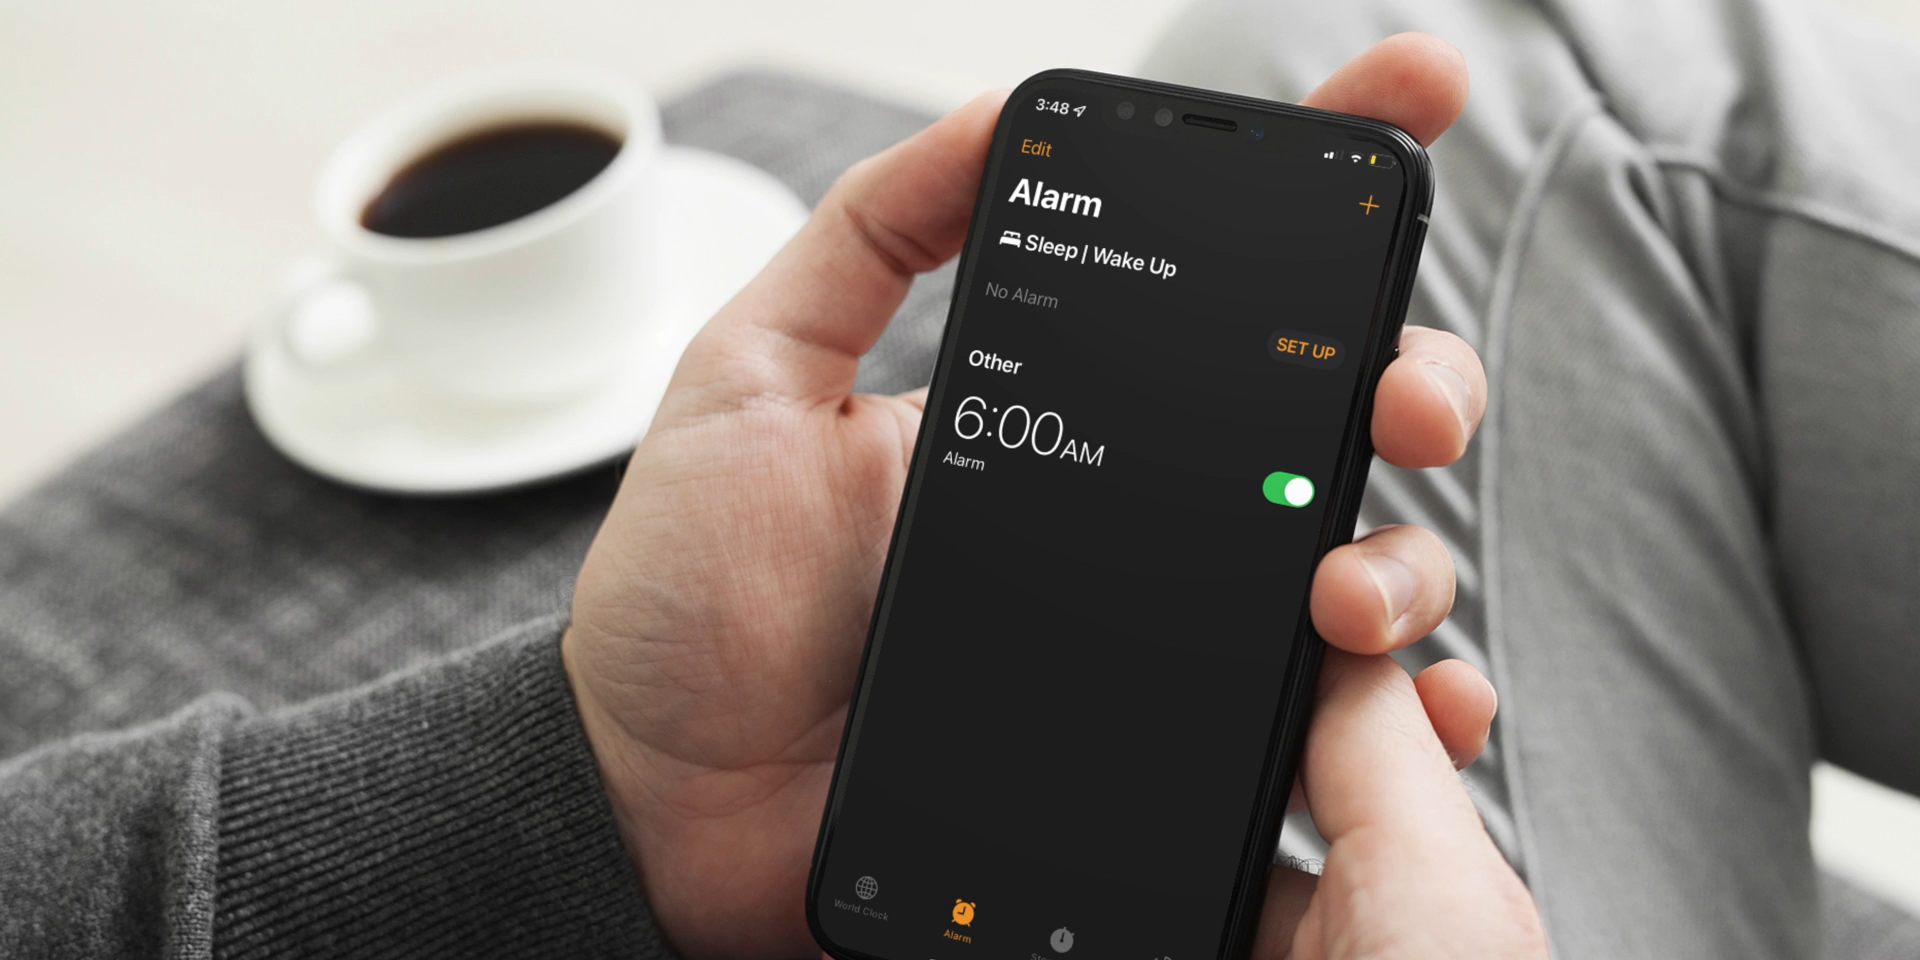 3:48
Edit
Alarm
Sleep | Wake Up
No Alarm
SET UP
Other
6:00AM
Alarm
World Clock
Alarm